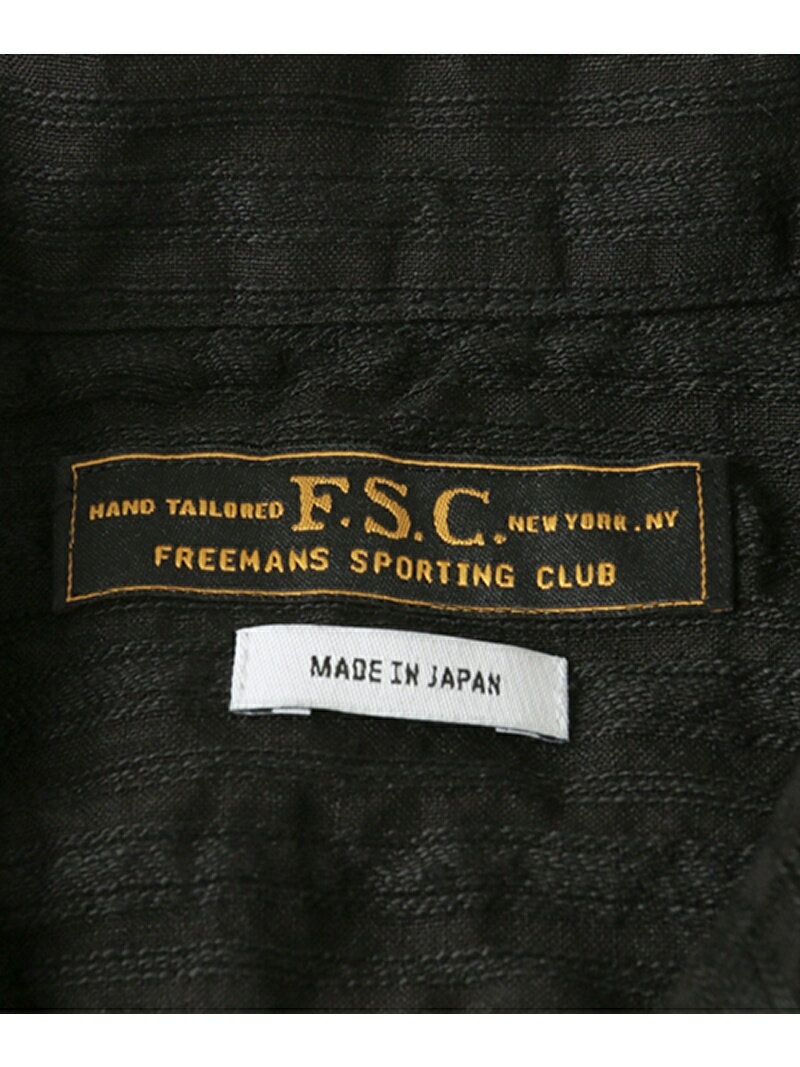 HAND TAILORED F.S.C. NEW YORK.NY
FREEMANS SPORTING CLUB
MADE IN JAPAN